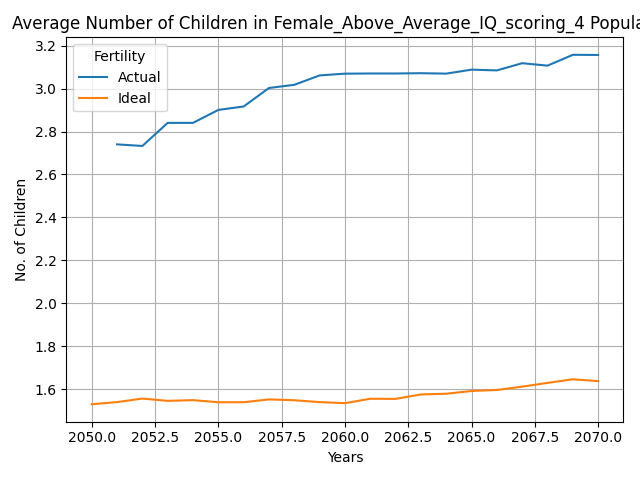 Average Number of Children in Female_Above_Average_IQ_scoring_4 Popula
Fertility
Actual
Ideal
3.2
3.0
2.8
2.6
2.4
2.2
2.0
1.8
1.6
No. of Children
2050.0 2052.5 2055.0 2057.5 2060.0 2062.5 2065.0 2067.5 2070.0
Years